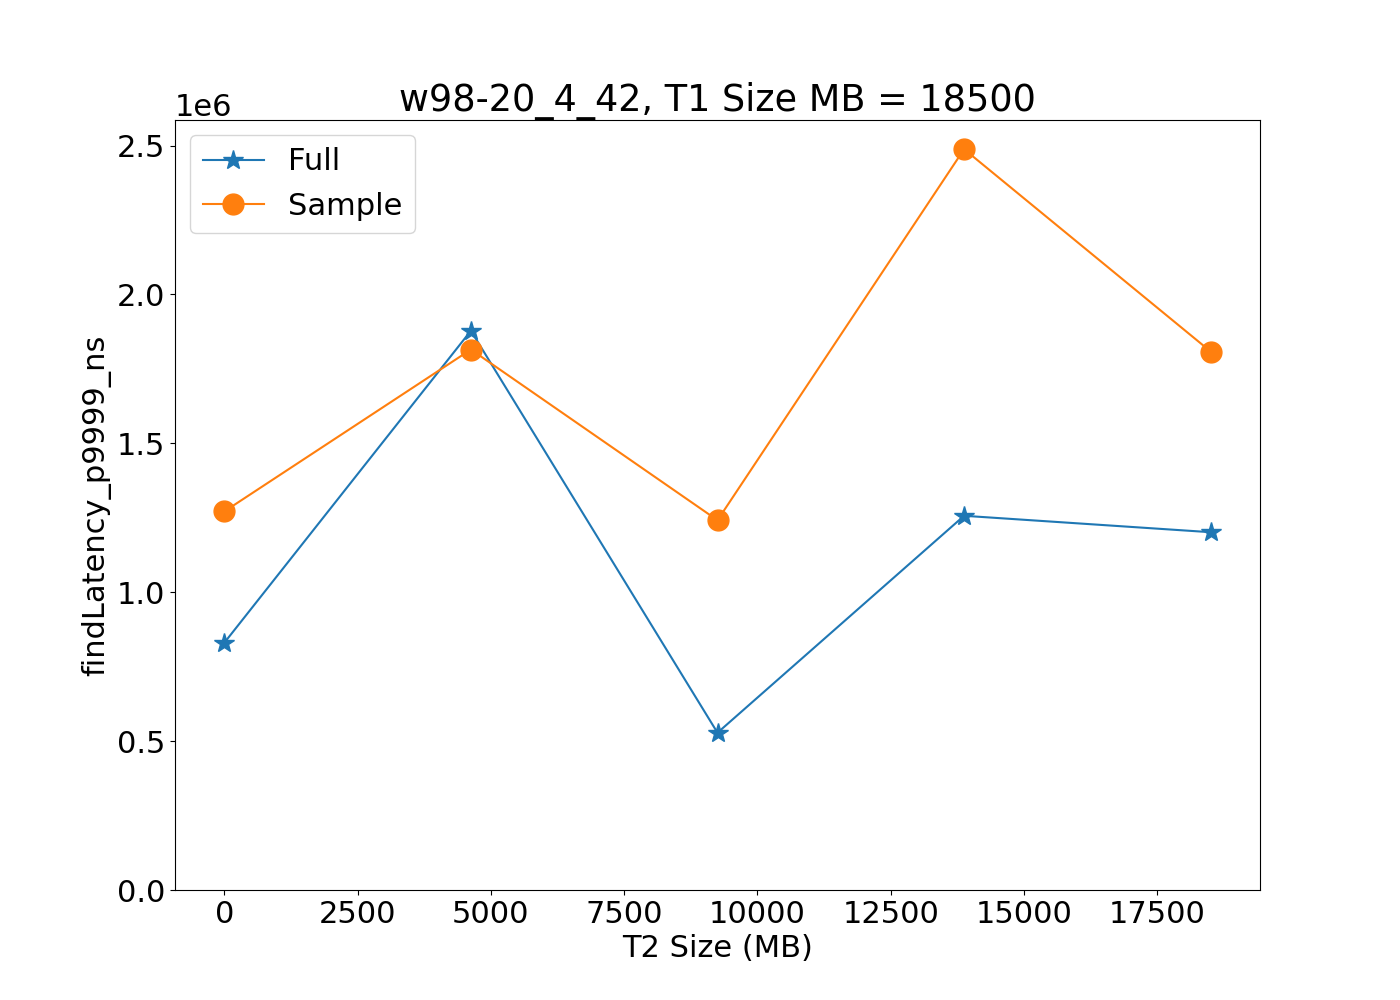 w98-20_4_42, T1 Size MB = 18500
1e6
Full
Sample
2.5
2.0
1.5
1.0
0.5
0.0
findLatency_p9999_ns
0 2500 5000 7500 10000 12500 15000 17500
T2 Size (MB)